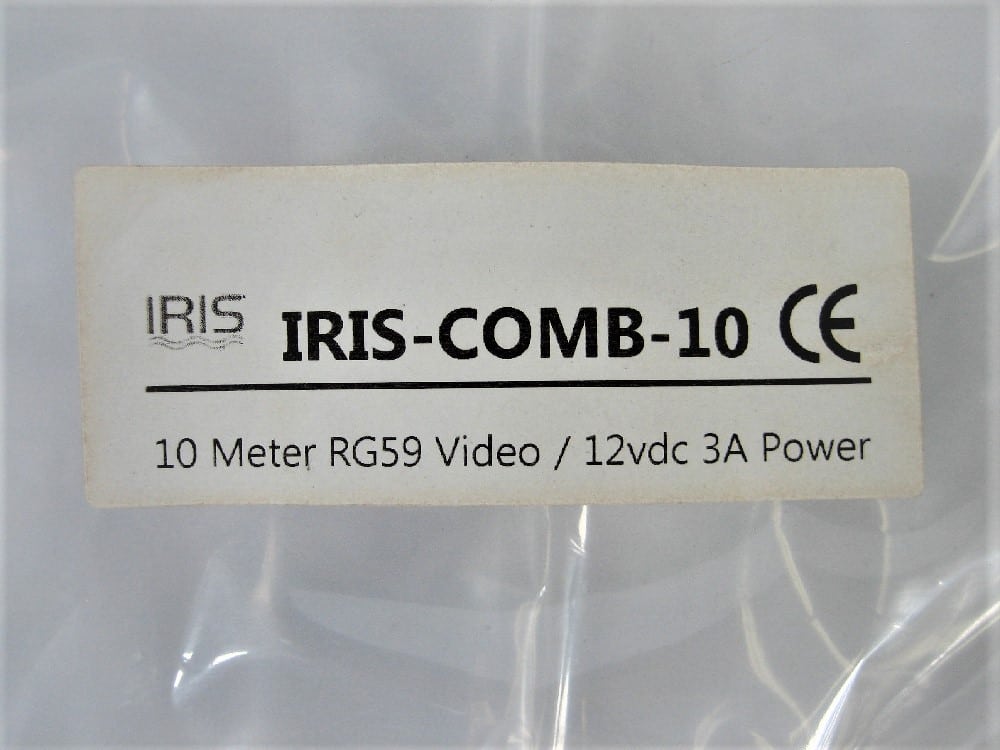 IRIS IRIS-COMB-10 CE
10 Meter RG59 Video / 12vdc 3A Power